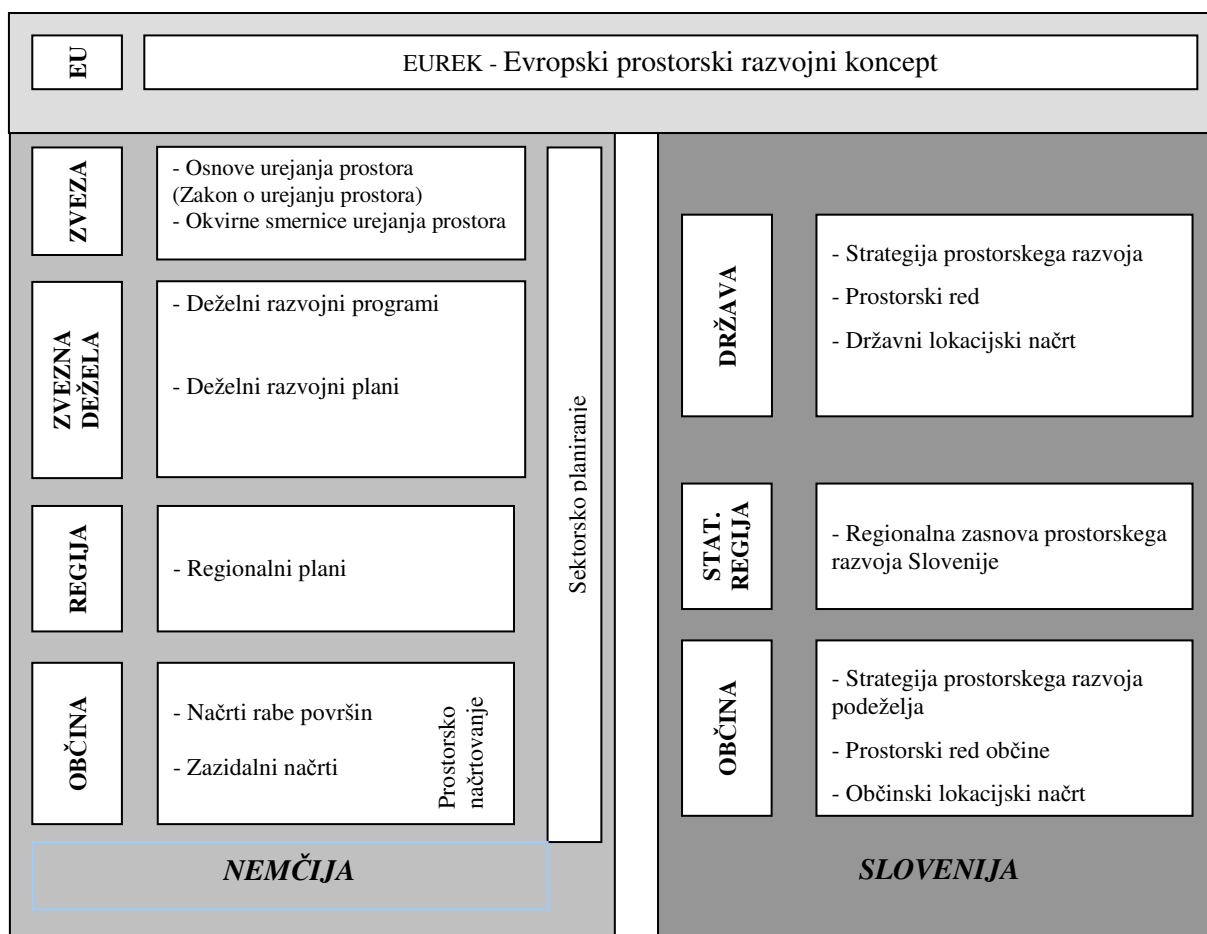 EU
EUREK - Evropski prostorski razvojni koncept
ZVEZA
- Osnove urejanja prostora
(Zakon o urejanju prostora)
- Okvirne smernice urejanja prostora
ZVEZNA
DEŽELA
- Deželni razvojni programi
- Deželni razvojni plani
REGIJA
- Regionalni plani
OBČINA
- Načrti rabe površin
- Zazidalni načrti
Prostorsko
načrtovanje
Sektorsko planiranje
NEMČIJA
DRŽAVA
- Strategija prostorskega razvoja
- Prostorski red
- Državni lokacijski načrt
STAT.
REGIJA
- Regionalna zasnova prostorskega
razvoja Slovenije
OBČINA
- Strategija prostorskega razvoja
podeželja
- Prostorski red občine
- Občinski lokacijski načrt
SLOVENIJA